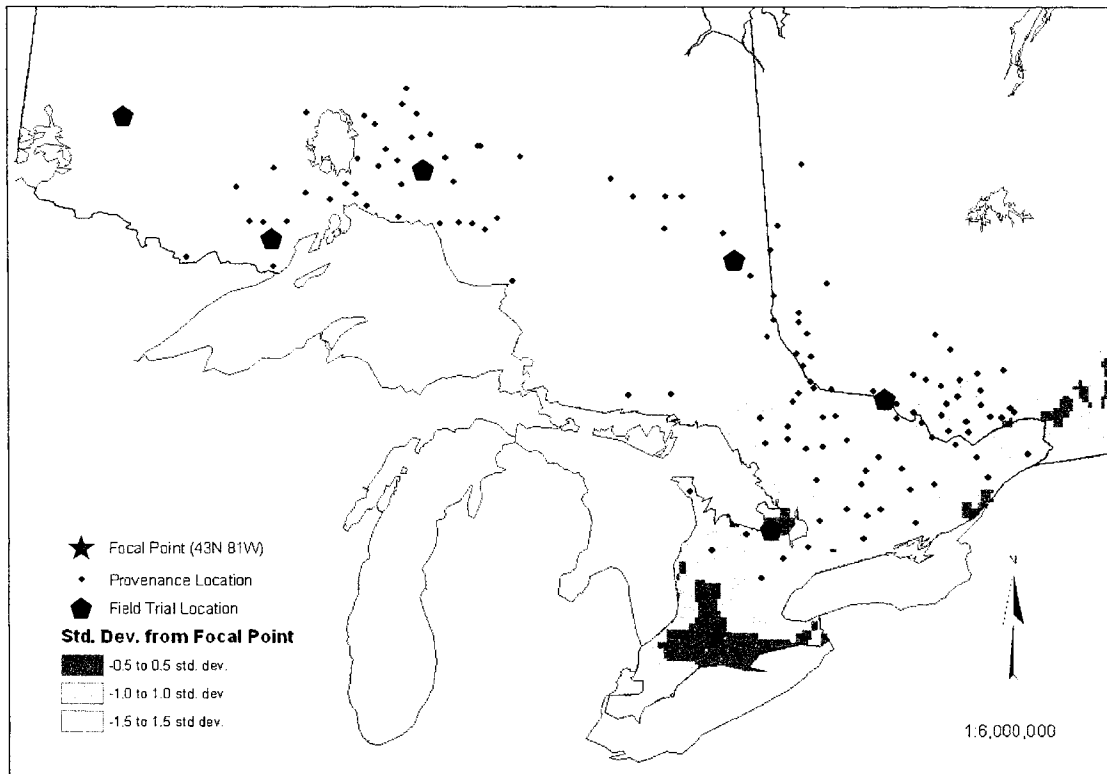 Focal Point (43N 81W)
Provenance Location
Field Trial Location
Std. Dev. from Focal Point
-0.5 to 0.5 std. dev.
-1.0 to 1.0 std. dev
-1.5 to 1.5 std dev.
1:6,000,000